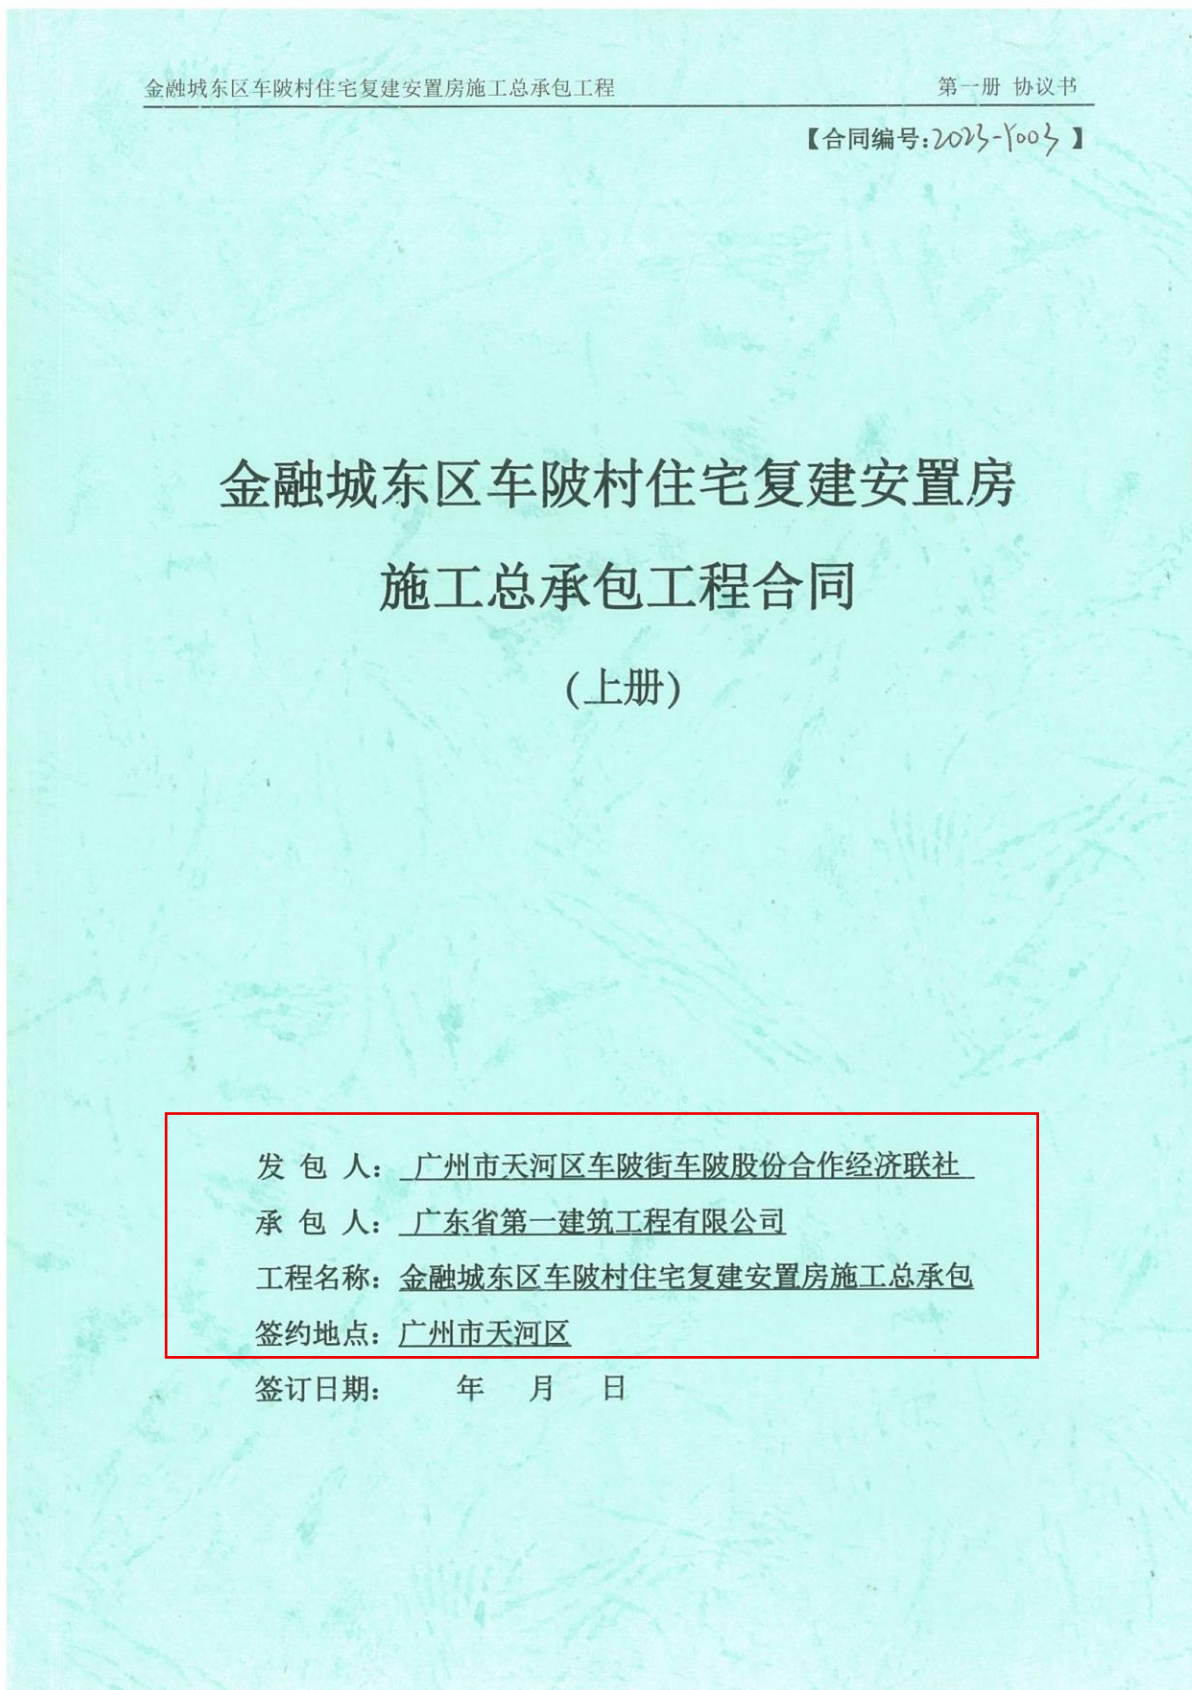 金融城东区车陂村住宅复建安置房施工总承包工程 第一册 协议书
【合同编号:2023-Y003】
金融城东区车陂村住宅复建安置房
施工总承包工程合同
(上册)
发 包 人: 广州市天河区车陂街车陂股份合作经济联社
承 包 人: 广东省第一建筑工程有限公司
工程名称: 金融城东区车陂村住宅复建安置房施工总承包
签约地点: 广州市天河区
签订日期: 年 月 日